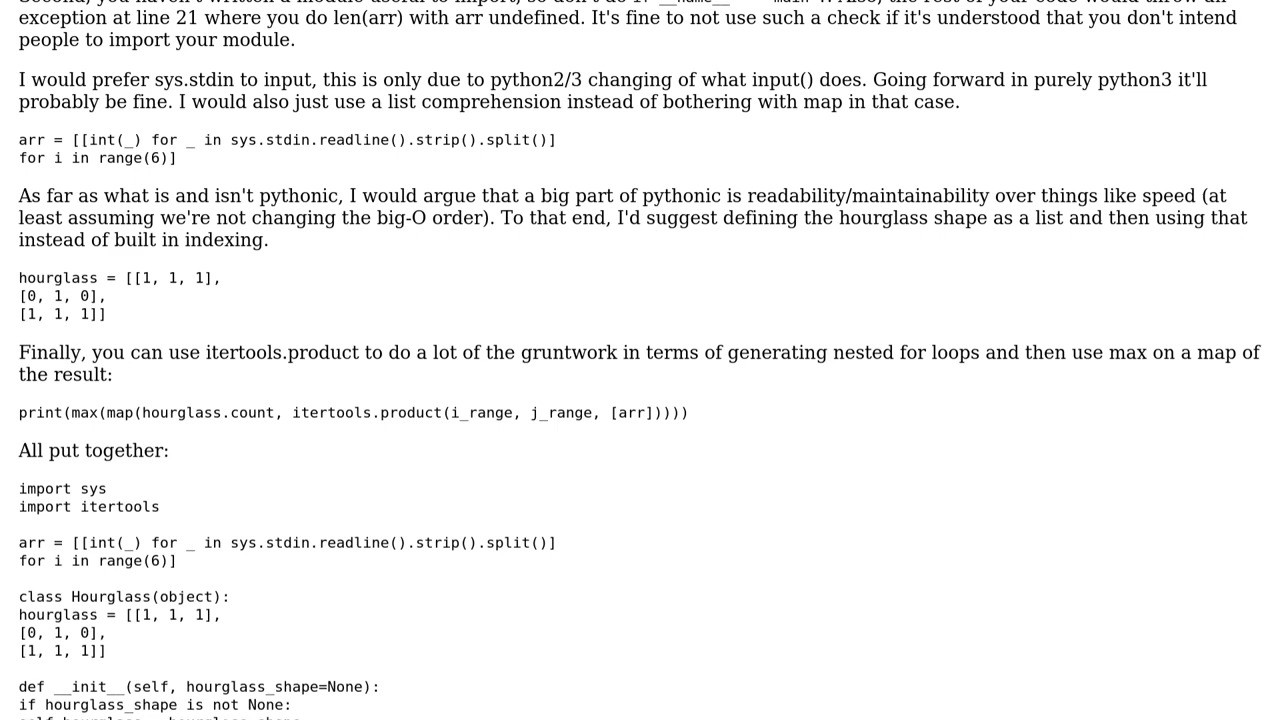 exception at line 21 where you do len(arr) with arr undefined. It's fine to not use such a check if it's understood that you don't intend
people to import your module.
I would prefer sys.stdin to input, this is only due to python2/3 changing of what input() does. Going forward in purely python3 it'll
probably be fine. I would also just use a list comprehension instead of bothering with map in that case.
arr = [[int(_) for _ in sys.stdin.readline().strip().split()]
for i in range(6)]
As far as what is and isn't pythonic, I would argue that a big part of pythonic is readability/maintainability over things like speed (at
least assuming we're not changing the big-O order). To that end, I'd suggest defining the hourglass shape as a list and then using that
instead of built in indexing.
hourglass = [[1, 1, 1],
[0, 1, 0],
[1, 1, 1]]
Finally, you can use itertools.product to do a lot of the gruntwork in terms of generating nested for loops and then use max on a map of
the result:
print(max(map(hourglass.count, itertools.product(i_range, j_range, [arr]))))
All put together:
import sys
import itertools
arr = [[int(_) for _ in sys.stdin.readline().strip().split()]
for i in range(6)]
class Hourglass(object):
hourglass = [[1, 1, 1],
[0, 1, 0],
[1, 1, 1]]
def __init__(self, hourglass_shape=None):
if hourglass_shape is not None: